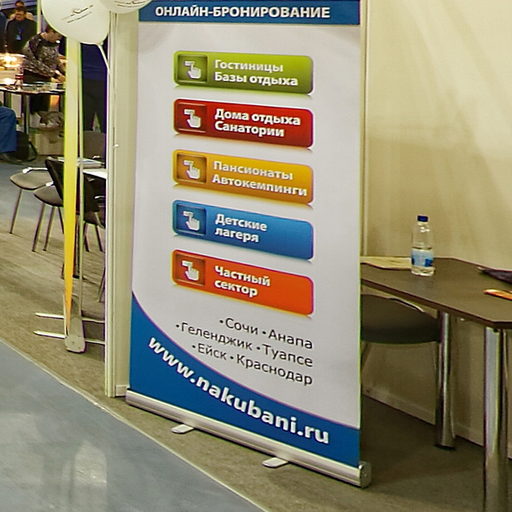 ОНЛАЙН-БРОНИРОВАНИЕ
Гостиницы
Базы отдыха
Дома отдыха
Санатории
Пансионаты
Автокемпинги
Детские
лагеря
Частный
сектор
•Сочи •Анапа
•Геленджик •Туапсе
•Ейск •Краснодар
www.nakubani.ru